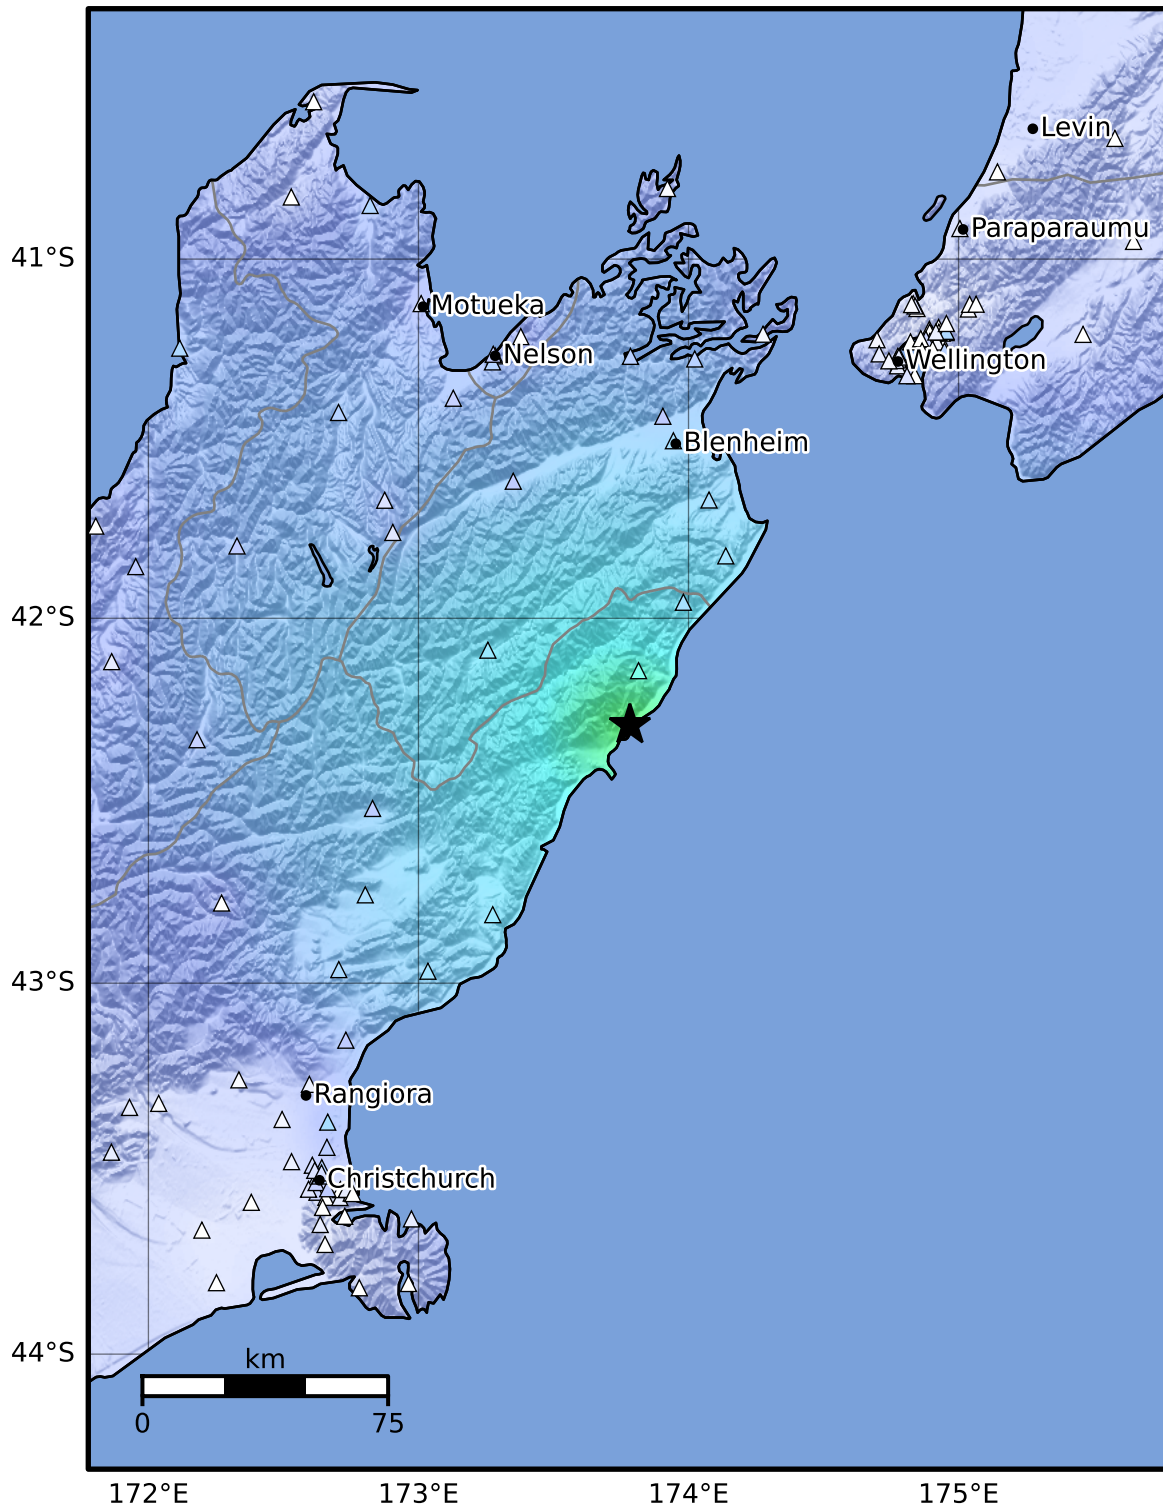 Levin
Paraparaumu
41°S
Motueka
Nelson
Wellington
Blenheim
42°S
43°S
Rangiora
Christchurch
44°S
km
0 75
172°E 173°E 174°E 175°E